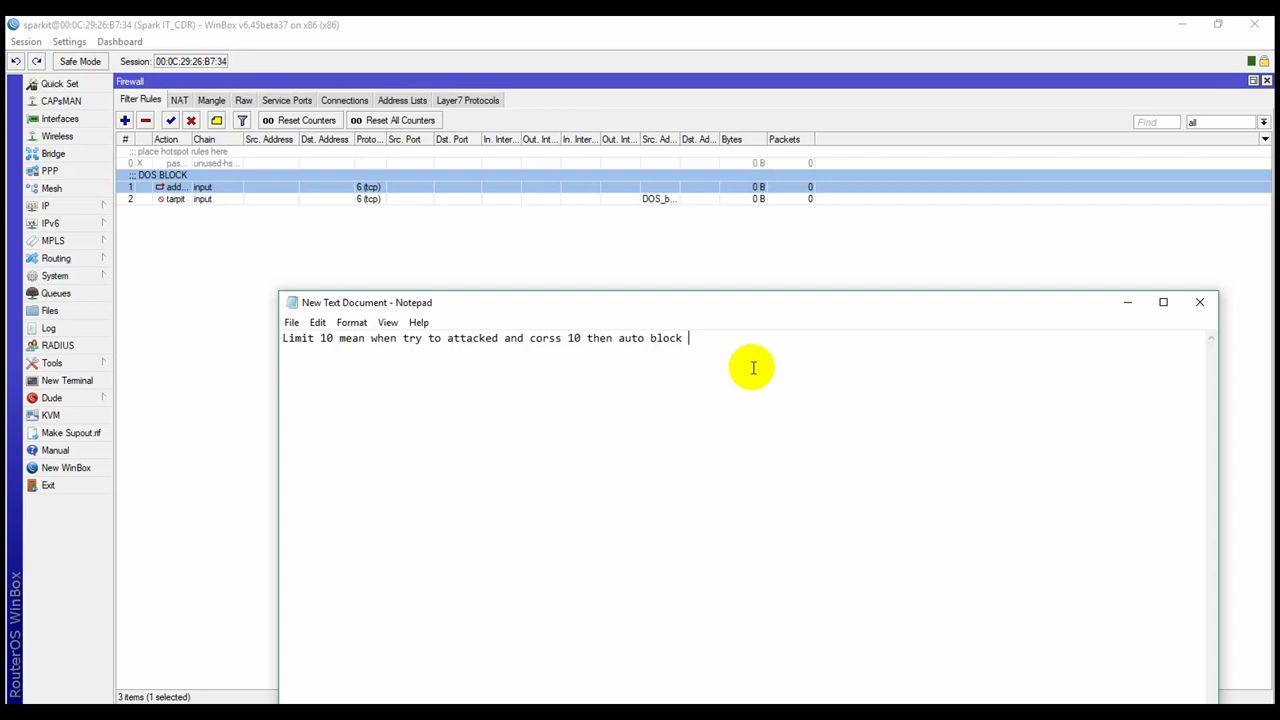 sparkit@00:0C:29:26:B7:34 (Spark IT_CDR) - WinBox v6.45beta37 on x86 (x86)
Session Settings Dashboard
Safe Mode Session: 00:0C:29:26:B7:34
Quick Set
CAPsMAN
Interfaces
Wireless
Bridge
PPP
Mesh
IP
IPv6
MPLS
Routing
System
Queues
Files
Log
RADIUS
Tools
New Terminal
Dude
KVM
Make Supout.rif
Manual
New WinBox
Exit
RouterOS WinBox
Firewall
Filter Rules NAT Mangle Raw Service Ports Connections Address Lists Layer7 Protocols
00 Reset Counters 00 Reset All Counters Find all
# Action Chain Src. Address Dst. Address Proto... Src. Port Dst. Port In. Inter... Out. Int... In. Inter... Out. Int... Src. Ad... Dst. Ad... Bytes Packets
::: place hotspot rules here
0 X pas... unused-hs... 0 B 0
::: DOS BLOCK
1 add... input 6 (tcp) 0 B 0
2 tarpit input 6 (tcp) DOS_b... 0 B 0
New Text Document - Notepad
File Edit Format View Help
Limit 10 mean when try to attacked and corss 10 then auto block
3 items (1 selected)